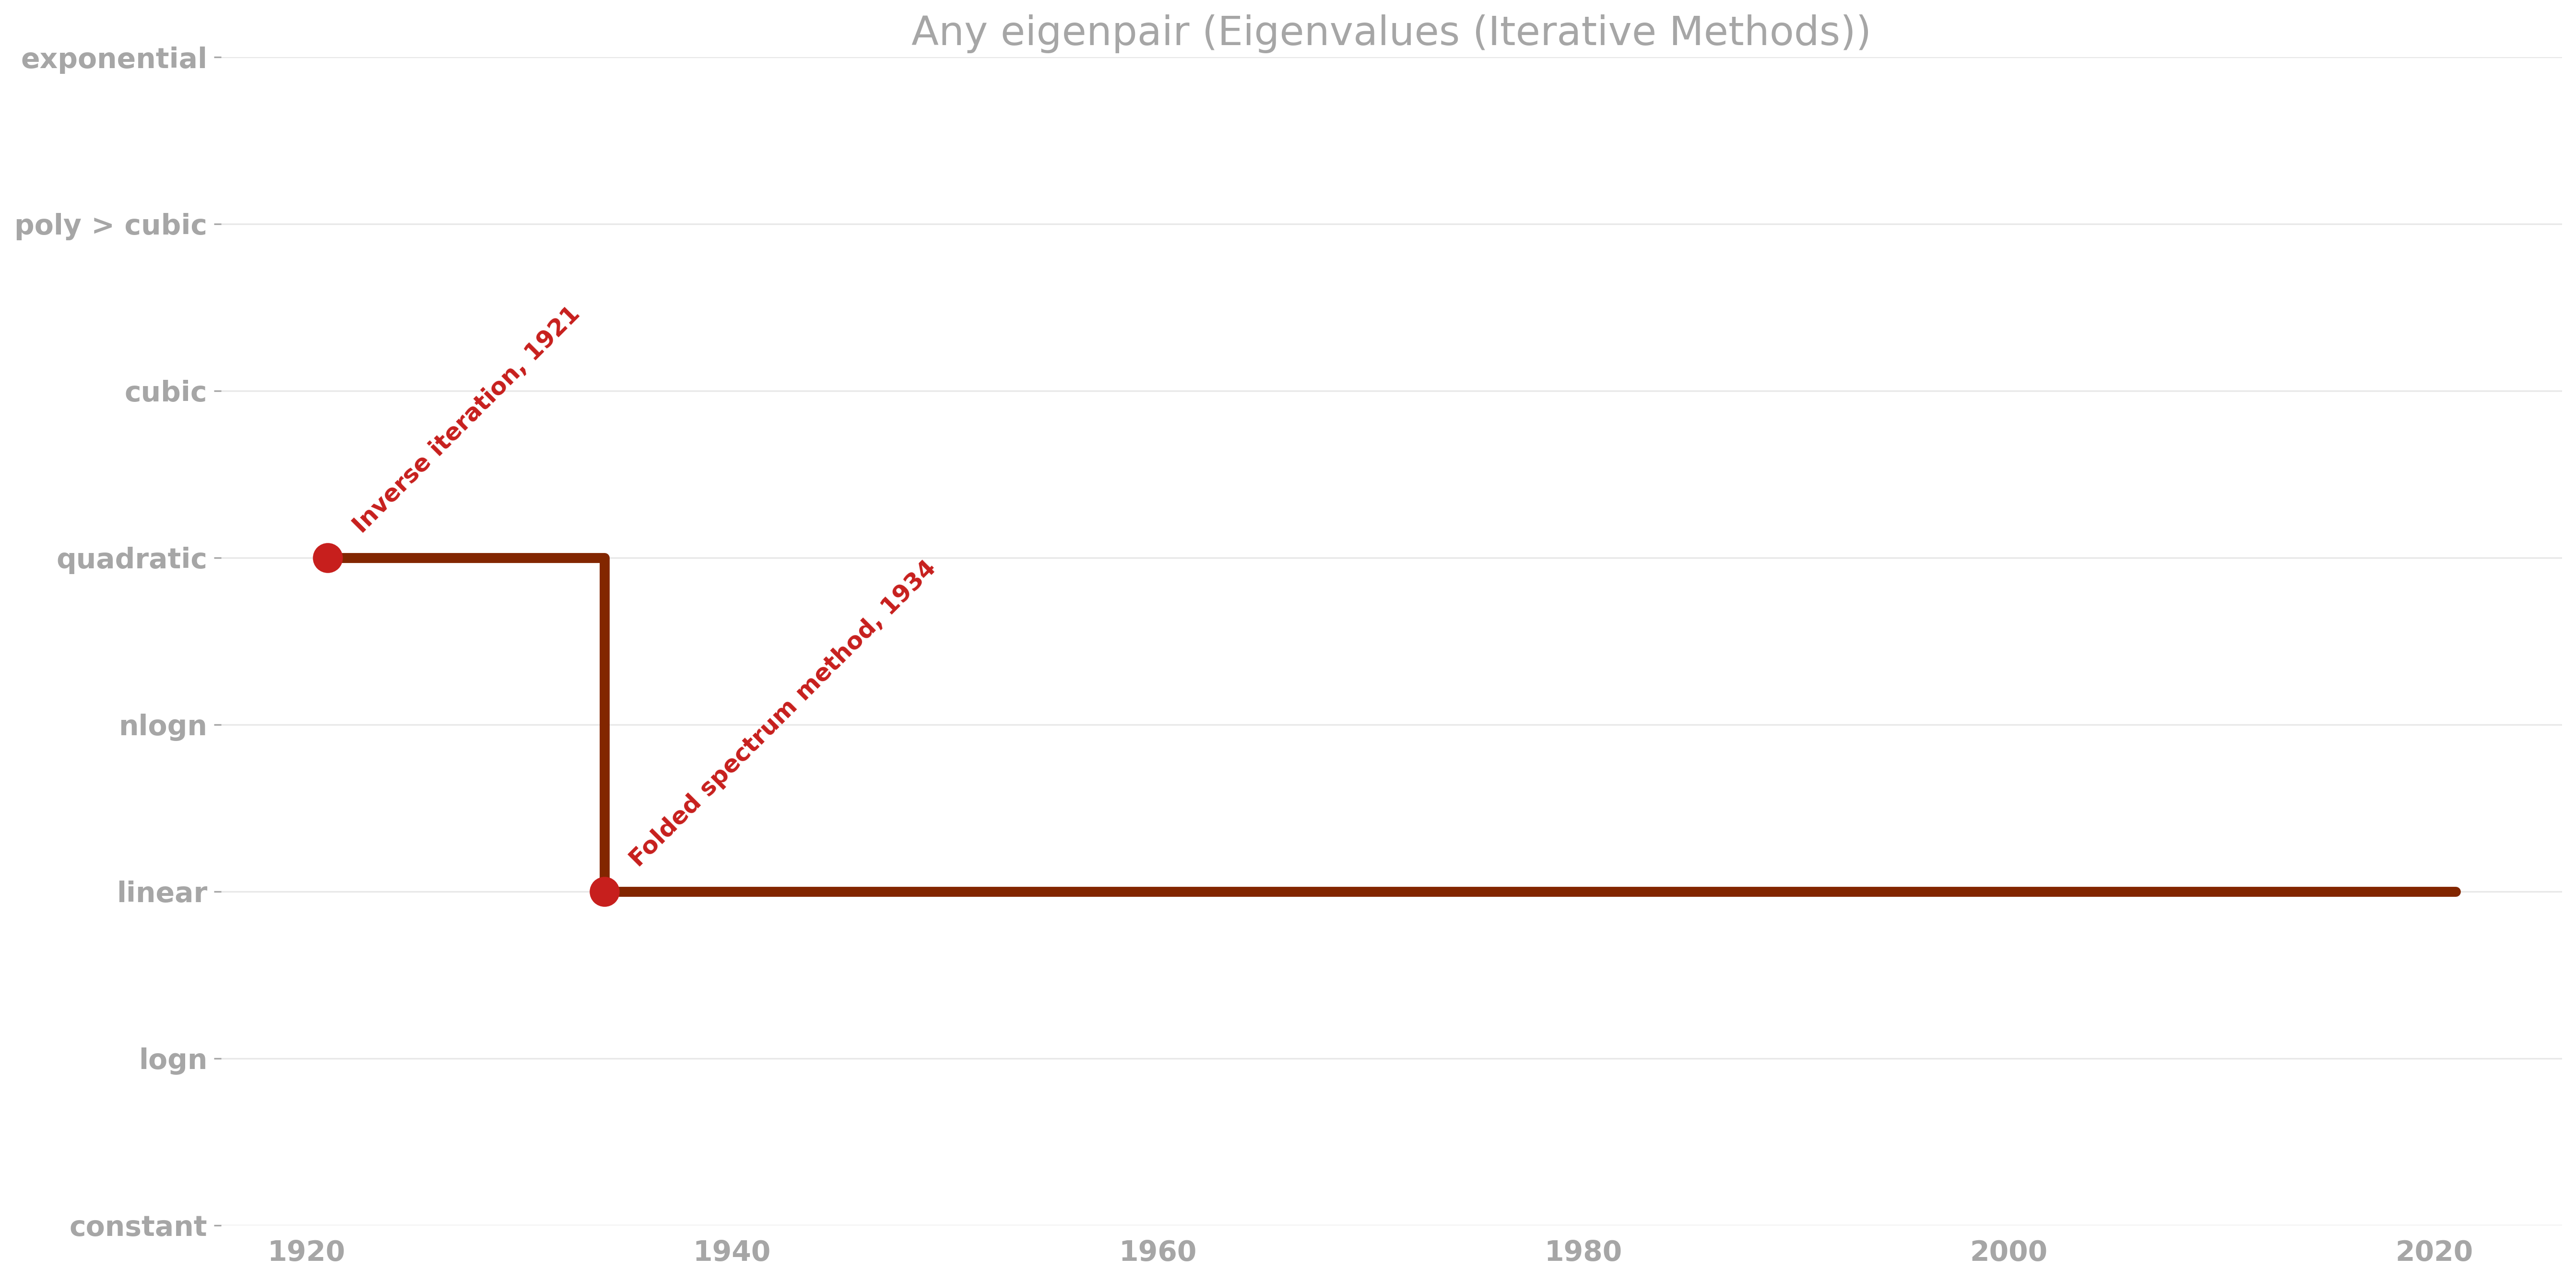 Any eigenpair (Eigenvalues (Iterative Methods))
exponential
poly > cubic
cubic
quadratic
nlogn
linear
logn
constant
Inverse iteration, 1921
Folded spectrum method, 1934
1920
1940
1960
1980
2000
2020